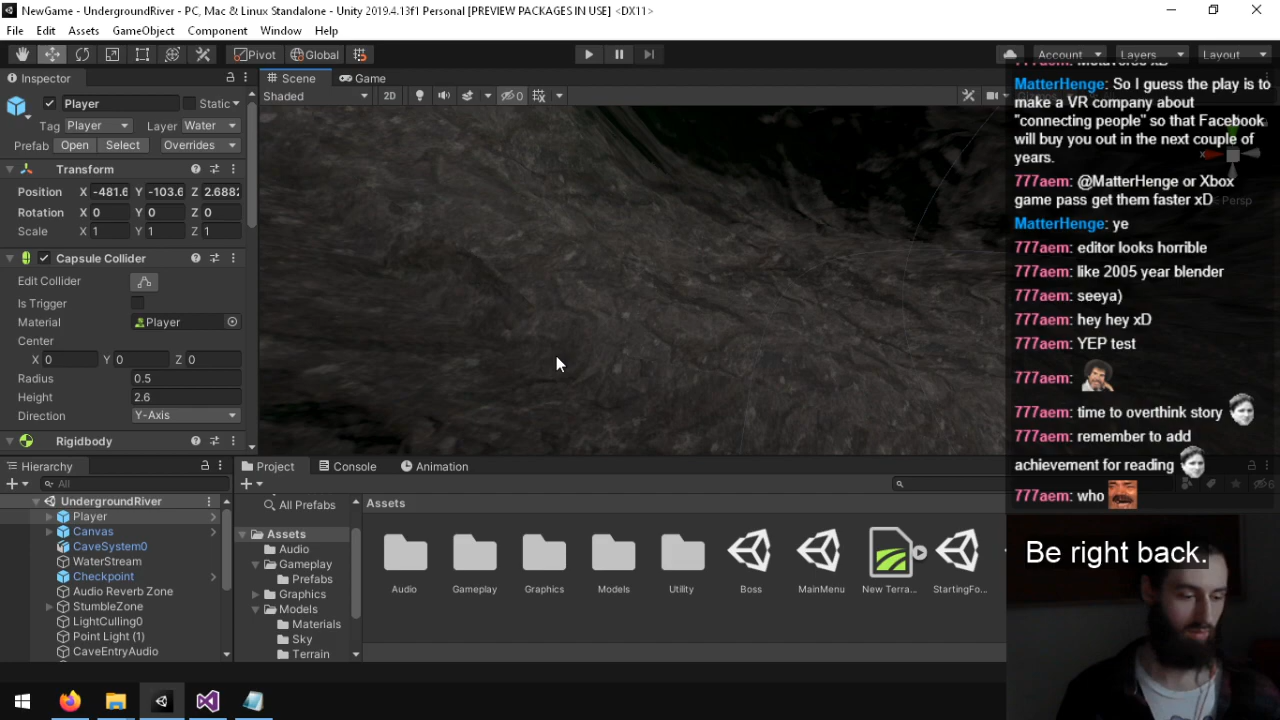 NewGame - UndergroundRiver - PC, Mac & Linux Standalone - Unity 2019.4.13f1 Personal [PREVIEW PACKAGES IN USE] <DX11>
File Edit Assets GameObject Component Window Help
Pivot Global Account Layers Layout
Inspector Scene Game
Shaded 2D 0
Player Static
Tag Player Layer Water
Prefab Open Select Overrides
Transform
Position X -481.6 Y -103.6 Z 2.6882
Rotation X 0 Y 0 Z 0
Scale X 1 Y 1 Z 1
Capsule Collider
Edit Collider
Is Trigger
Material Player
Center
X 0 Y 0 Z 0
Radius 0.5
Height 2.6
Direction Y-Axis
Rigidbody
Persp
MatterHenge: So I guess the play is to
make a VR company about
"connecting people" so that Facebook
will buy you out in the next couple of
years.
777aem: @MatterHenge or Xbox
game pass get them faster xD
MatterHenge: ye
777aem: editor looks horrible
777aem: like 2005 year blender
777aem: seeya)
777aem: hey hey xD
777aem: YEP test
777aem:
777aem: time to overthink story
777aem: remember to add
achievement for reading
777aem: who
Hierarchy
All
UndergroundRiver
Player
Canvas
CaveSystem0
WaterStream
Checkpoint
Audio Reverb Zone
StumbleZone
LightCulling0
Point Light (1)
CaveEntryAudio
Project Console Animation
All Prefabs
Assets
Audio
Gameplay
Prefabs
Graphics
Models
Materials
Sky
Terrain
Assets
Audio Gameplay Graphics Models Utility Boss MainMenu New Terra... StartingFo...
Be right back.